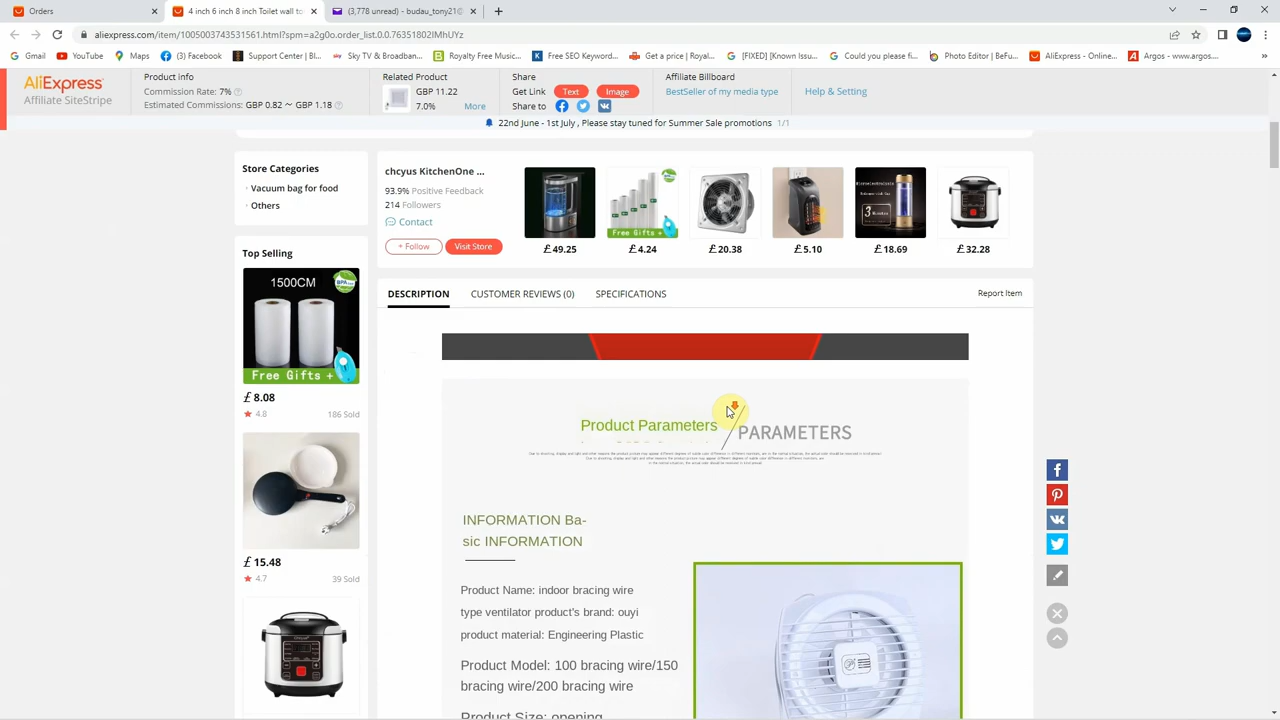 Orders
4 inch 6 inch 8 inch Toilet wall to
(3,778 unread) - budau_tony21@
aliexpress.com/item/1005003743531561.html?spm=a2g0o.order_list.0.0.76351802IMhUYz
Gmail
YouTube
Maps
(3) Facebook
Support Center | Bl...
Sky TV & Broadban...
Royalty Free Music...
Free SEO Keyword...
Get a price | Royal...
[FIXED] [Known Issu...
Could you please fi...
Photo Editor | BeFu...
AliExpress - Online...
Argos - www.argos...
AliExpress
Affiliate SiteStripe
Product info
Commission Rate: 7%
Estimated Commissions: GBP 0.82 ~ GBP 1.18
Related Product
GBP 11.22
7.0%
More
Share
Get Link Text Image
Share to
Affiliate Billboard
BestSeller of my media type
Help & Setting
22nd June - 1st July , Please stay tuned for Summer Sale promotions 1/1
Store Categories
Vacuum bag for food
Others
chcyus KitchenOne ...
93.9% Positive Feedback
214 Followers
Contact
+ Follow
Visit Store
Free Gifts +
3
£ 49.25
£ 4.24
£ 20.38
£ 5.10
£ 18.69
£ 32.28
Top Selling
1500CM
Free Gifts +
£ 8.08
4.8
186 Sold
£ 15.48
4.7
39 Sold
DESCRIPTION
CUSTOMER REVIEWS (0)
SPECIFICATIONS
Report Item
Product Parameters
PARAMETERS
INFORMATION Ba-
sic INFORMATION
Product Name: indoor bracing wire
type ventilator product's brand: ouyi
product material: Engineering Plastic
Product Model: 100 bracing wire/150
bracing wire/200 bracing wire
Product Size: opening